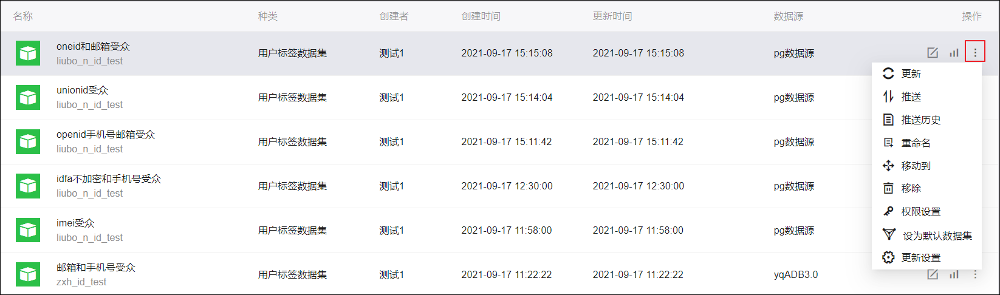 名称 种类 创建者 创建时间 更新时间 数据源 操作
oneid和邮箱受众
liubo_n_id_test
用户标签数据集 测试1 2021-09-17 15:15:08 2021-09-17 15:15:08 pg数据源
unionid受众
liubo_n_id_test
用户标签数据集 测试1 2021-09-17 15:14:04 2021-09-17 15:14:04 pg数据源
openid手机号邮箱受众
liubo_n_id_test
用户标签数据集 测试1 2021-09-17 15:11:42 2021-09-17 15:11:42 pg数据源
idfa不加密和手机号受众
liubo_n_id_test
用户标签数据集 测试1 2021-09-17 12:30:00 2021-09-17 12:30:00 pg数据源
imei受众
liubo_n_id_test
用户标签数据集 测试1 2021-09-17 11:58:00 2021-09-17 11:58:00 pg数据源
邮箱和手机号受众
zxh_id_test
用户标签数据集 测试1 2021-09-17 11:22:22 2021-09-17 11:22:22 yqADB3.0
更新
推送
推送历史
重命名
移动到
移除
权限设置
设为默认数据集
更新设置